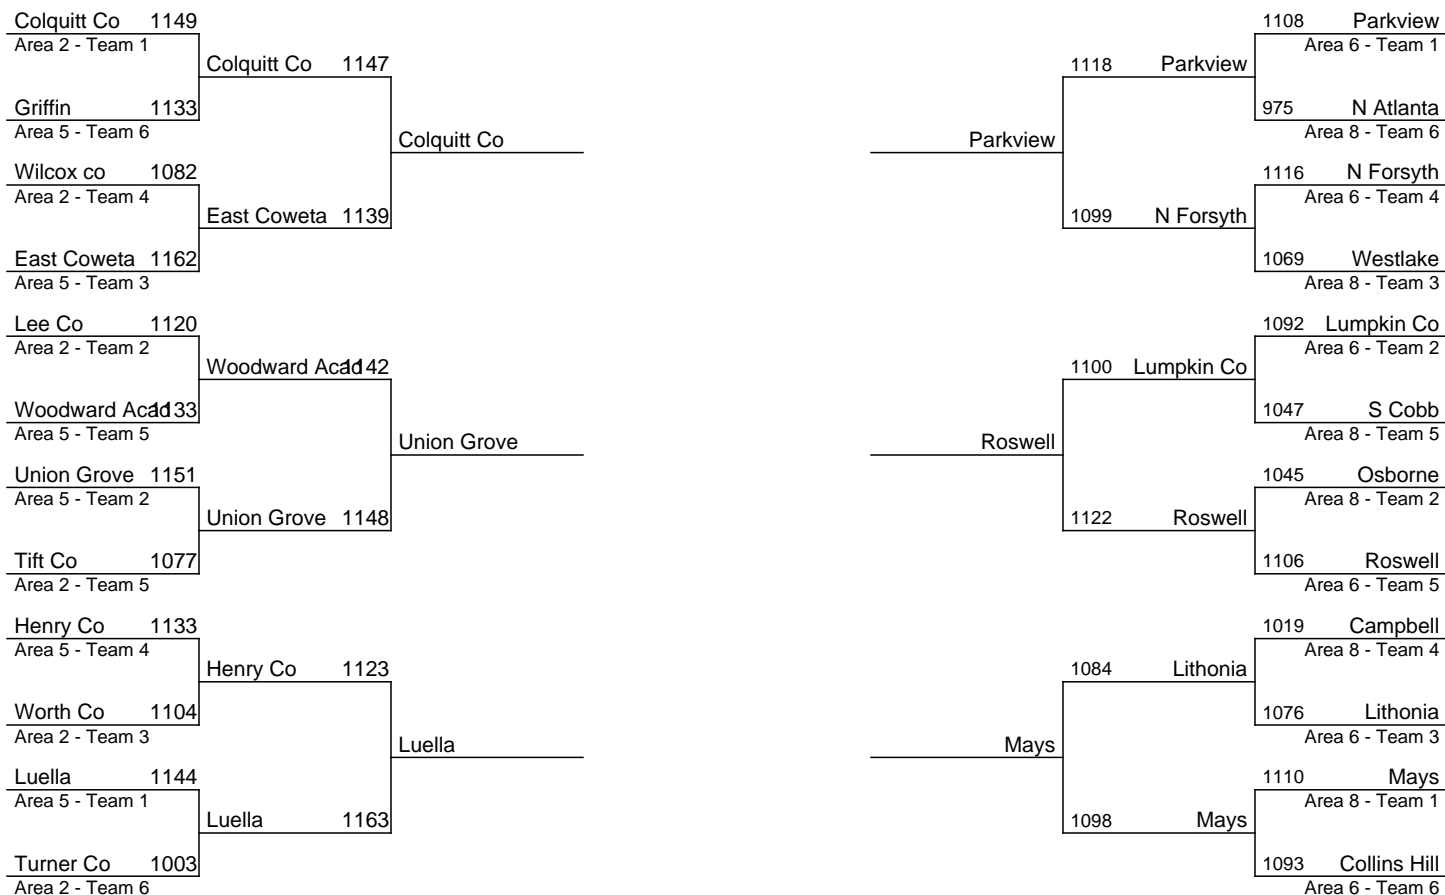 Colquitt Co 1149
Area 2 - Team 1
Colquitt Co 1147
Griffin 1133
Area 5 - Team 6
Colquitt Co
Wilcox co 1082
Area 2 - Team 4
East Coweta 1139
East Coweta 1162
Area 5 - Team 3
Lee Co 1120
Area 2 - Team 2
Woodward Acad 1142
Woodward Acad 1133
Area 5 - Team 5
Union Grove
Union Grove 1151
Area 5 - Team 2
Union Grove 1148
Tift Co 1077
Area 2 - Team 5
Henry Co 1133
Area 5 - Team 4
Henry Co 1123
Worth Co 1104
Area 2 - Team 3
Luella
Luella 1144
Area 5 - Team 1
Luella 1163
Turner Co 1003
Area 2 - Team 6
1108 Parkview
Area 6 - Team 1
1118 Parkview
975 N Atlanta
Area 8 - Team 6
Parkview
1116 N Forsyth
Area 6 - Team 4
1099 N Forsyth
1069 Westlake
Area 8 - Team 3
1092 Lumpkin Co
Area 6 - Team 2
1100 Lumpkin Co
1047 S Cobb
Area 8 - Team 5
Roswell
1045 Osborne
Area 8 - Team 2
1122 Roswell
1106 Roswell
Area 6 - Team 5
1019 Campbell
Area 8 - Team 4
1084 Lithonia
1076 Lithonia
Area 6 - Team 3
Mays
1110 Mays
Area 8 - Team 1
1098 Mays
1093 Collins Hill
Area 6 - Team 6